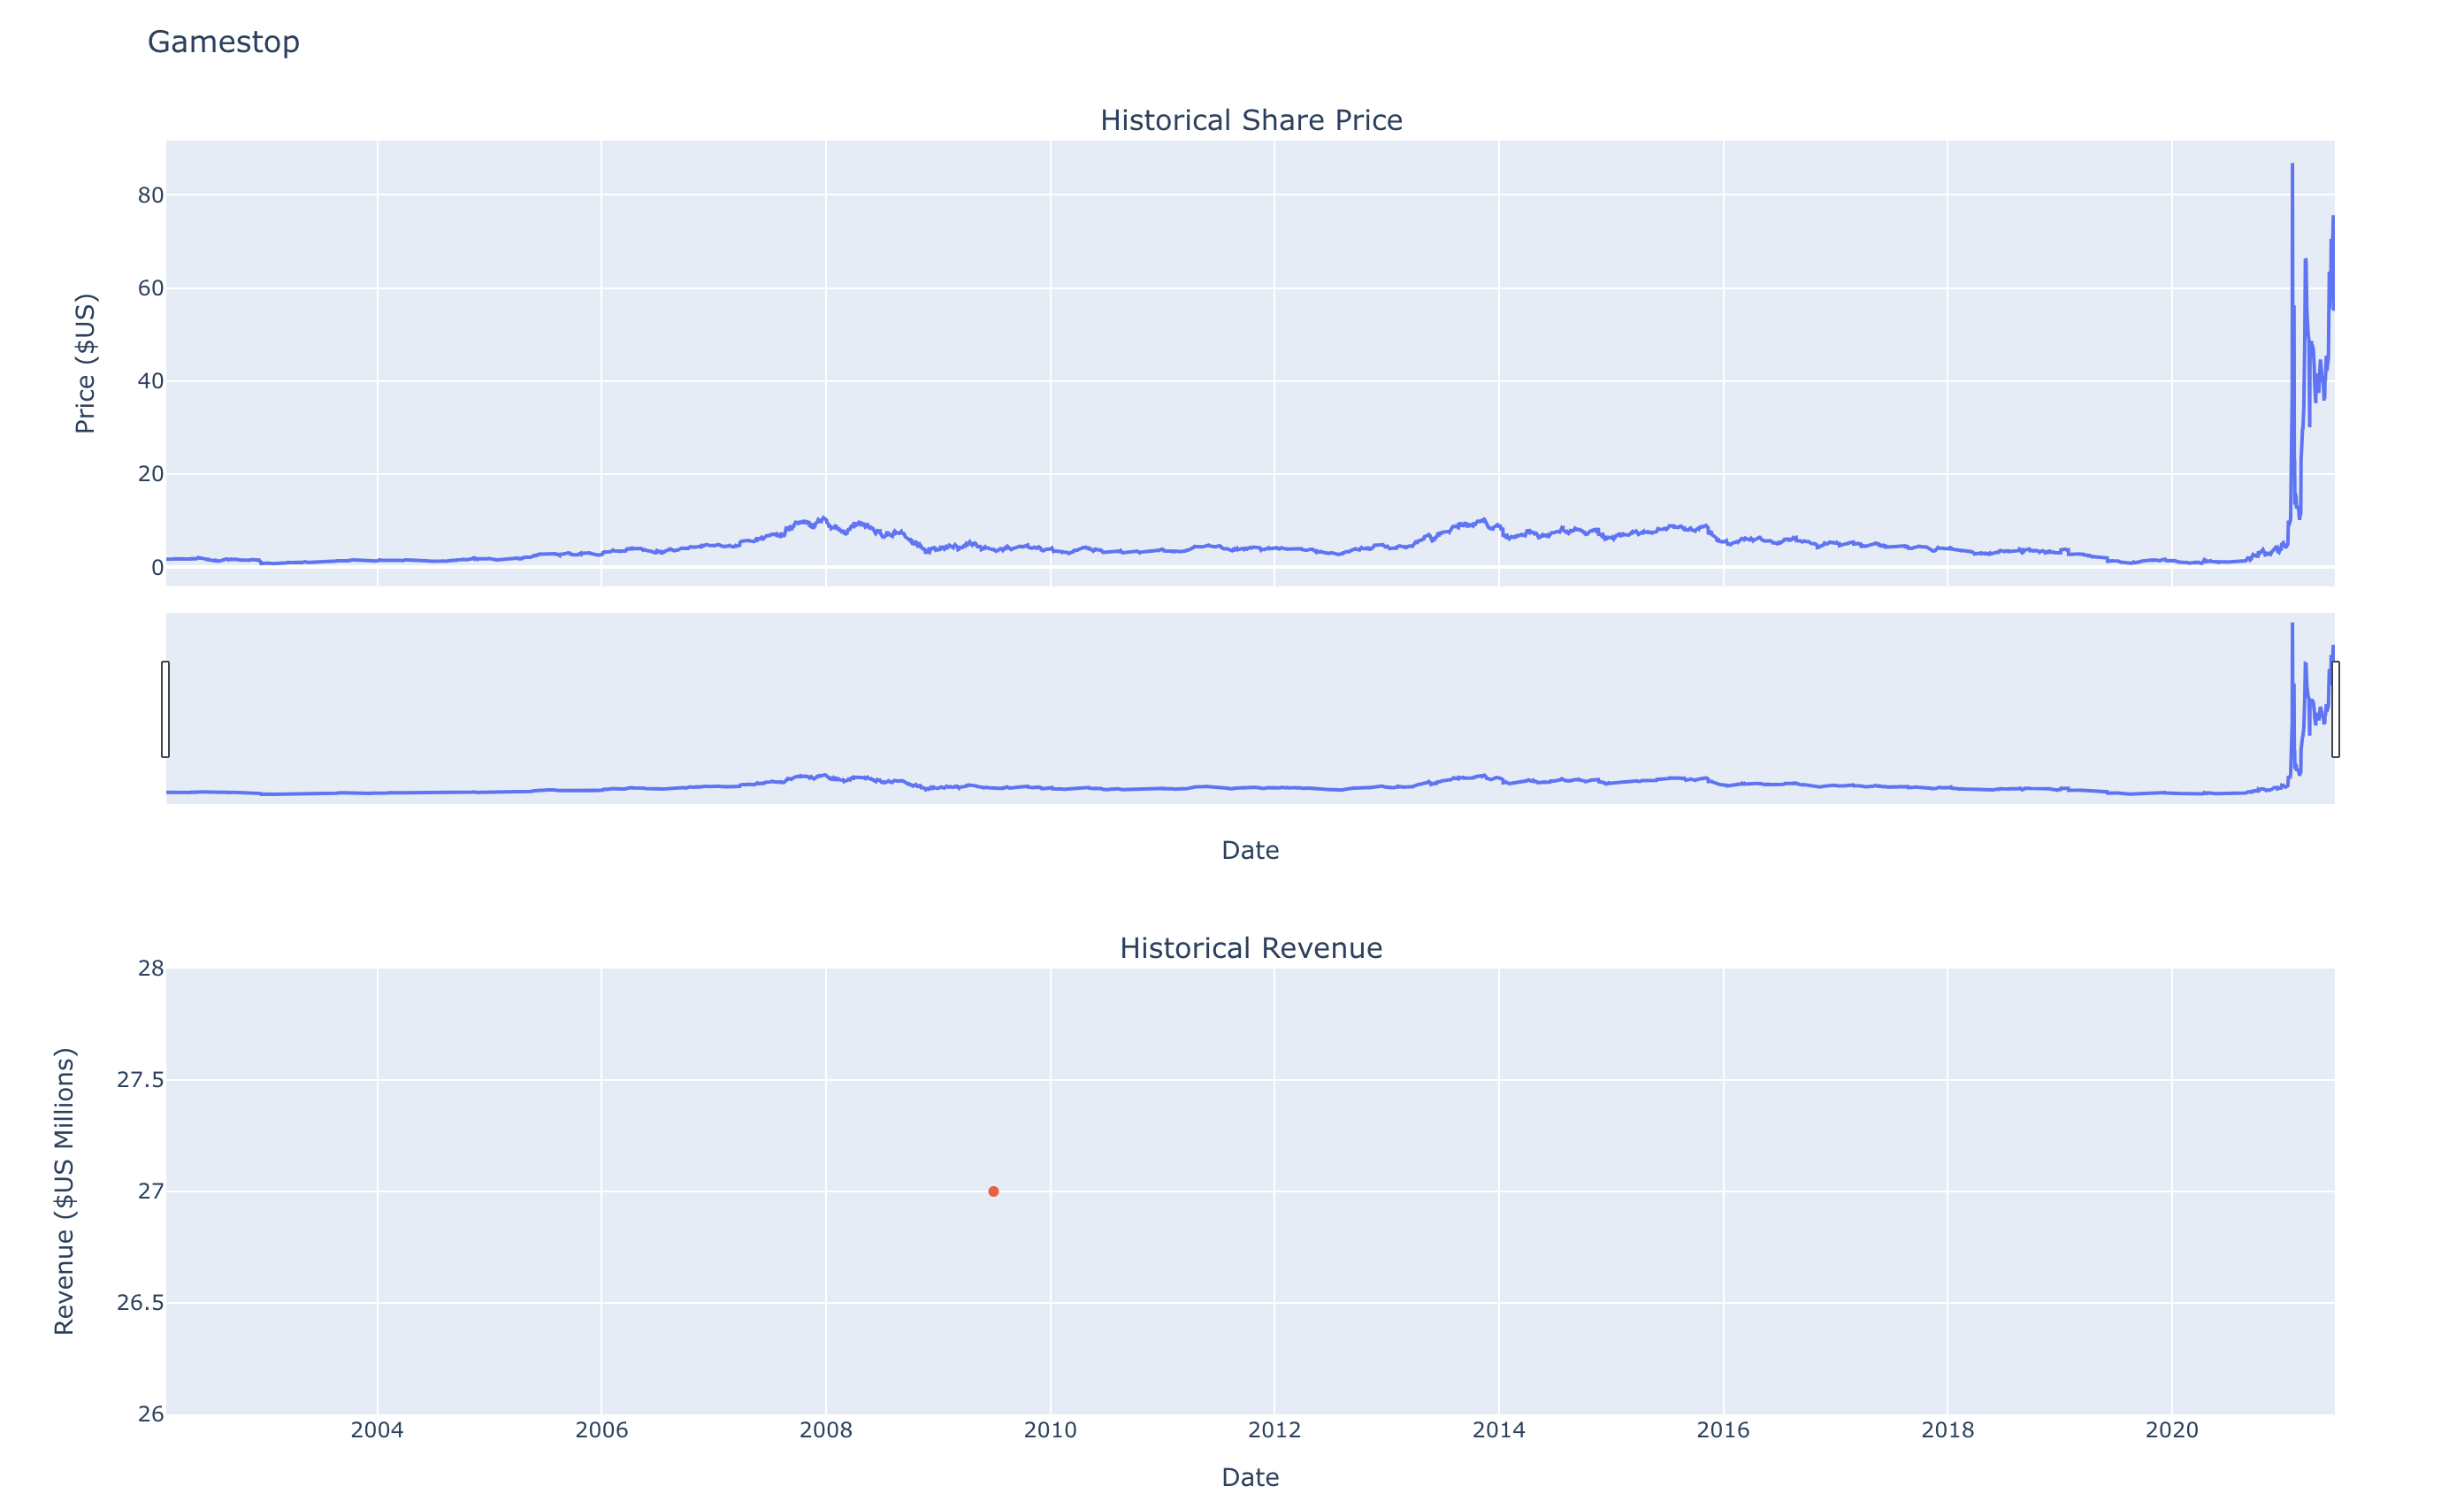 Gamestop
Historical Share Price
Price ($US)
80
60
40
20
0
Date
Historical Revenue
Revenue ($US Millions)
28
27.5
27
26.5
26
2004 2006 2008 2010 2012 2014 2016 2018 2020
Date